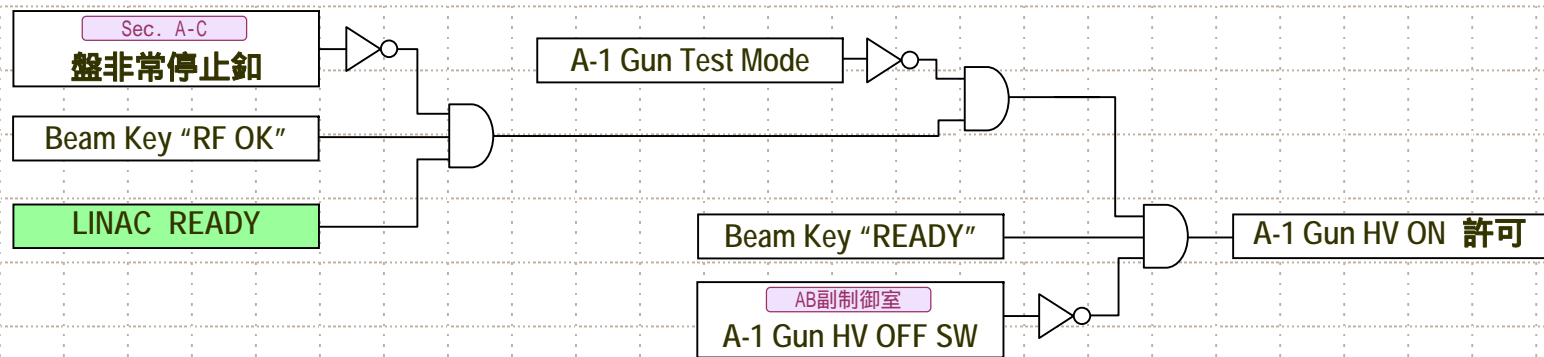 Sec. A-C
盤非常停止釦
Beam Key “RF OK”
LINAC READY
A-1 Gun Test Mode
Beam Key “READY”
AB副制御室
A-1 Gun HV OFF SW
A-1 Gun HV ON 許可